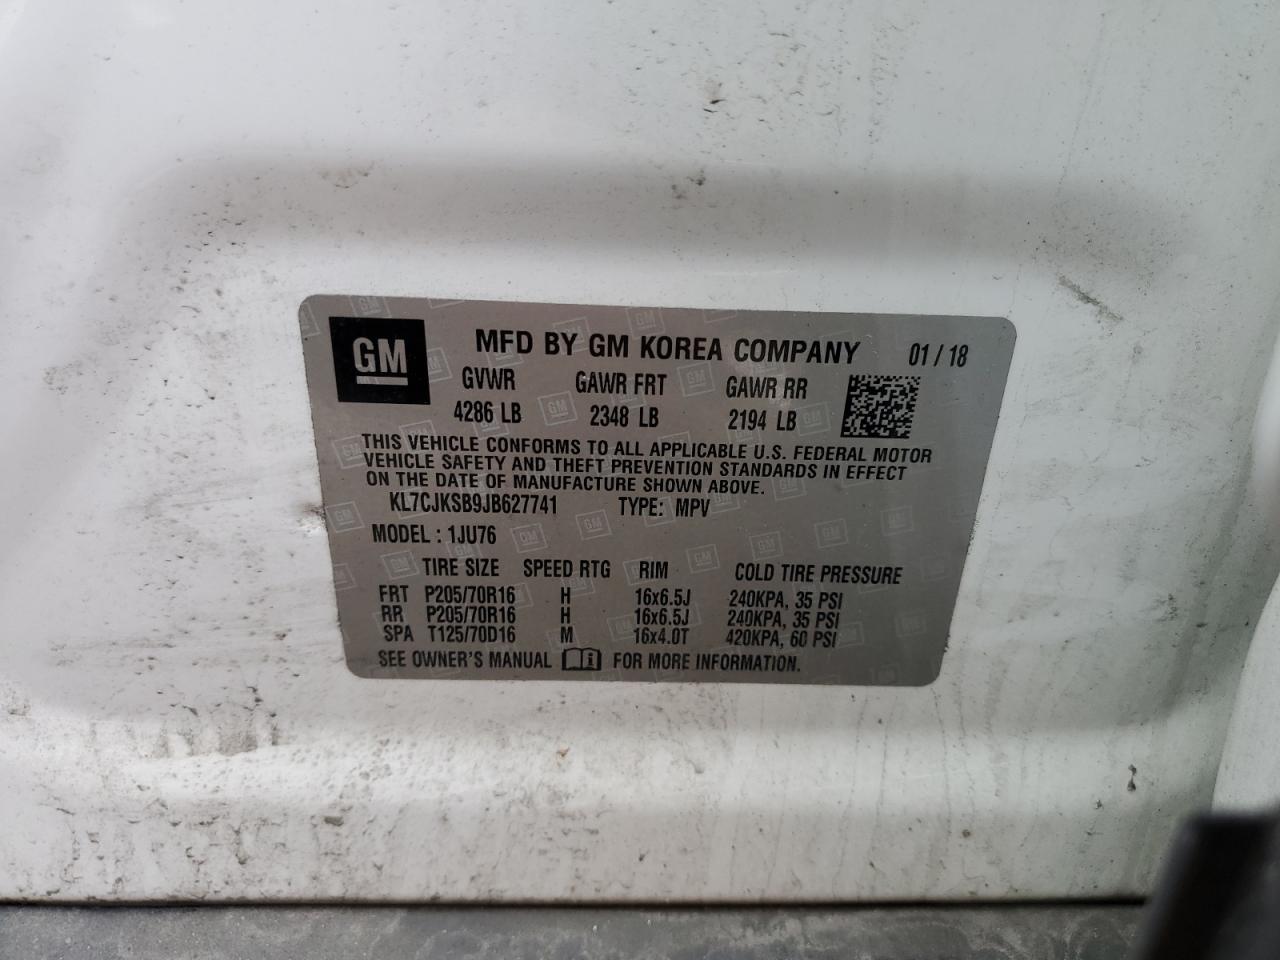 GM
MFD BY GM KOREA COMPANY 01 / 18
GVWR GAWR FRT GAWR RR
4286 LB 2348 LB 2194 LB
THIS VEHICLE CONFORMS TO ALL APPLICABLE U.S. FEDERAL MOTOR
VEHICLE SAFETY AND THEFT PREVENTION STANDARDS IN EFFECT
ON THE DATE OF MANUFACTURE SHOWN ABOVE.
KL7CJKSB9JB627741 TYPE: MPV
MODEL : 1JU76
TIRE SIZE SPEED RTG RIM COLD TIRE PRESSURE
FRT P205/70R16 H 16x6.5J 240KPA, 35 PSI
RR P205/70R16 H 16x6.5J 240KPA, 35 PSI
SPA T125/70D16 M 16x4.0T 420KPA, 60 PSI
SEE OWNER'S MANUAL FOR MORE INFORMATION.